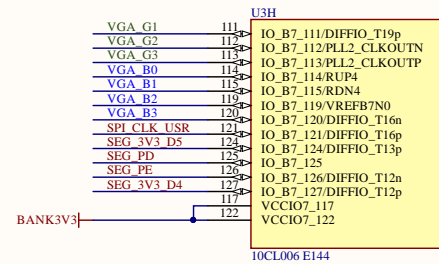 U3H
VGA_G1 111 IO_B7_111/DIFFIO_T19p
VGA_G2 112 IO_B7_112/PLL2_CLKOUTN
VGA_G3 113 IO_B7_113/PLL2_CLKOUTP
VGA_B0 114 IO_B7_114/RUP4
VGA_B1 115 IO_B7_115/RDN4
VGA_B2 119 IO_B7_119/VREFB7N0
VGA_B3 120 IO_B7_120/DIFFIO_T16n
SPI_CLK_USR 121 IO_B7_121/DIFFIO_T16p
SEG_3V3_D5 124 IO_B7_124/DIFFIO_T13p
SEG_PD 125 IO_B7_125
SEG_PE 126 IO_B7_126/DIFFIO_T12n
SEG_3V3_D4 127 IO_B7_127/DIFFIO_T12p
117 VCCIO7_117
BANK3V3 122 VCCIO7_122
10CL006 E144